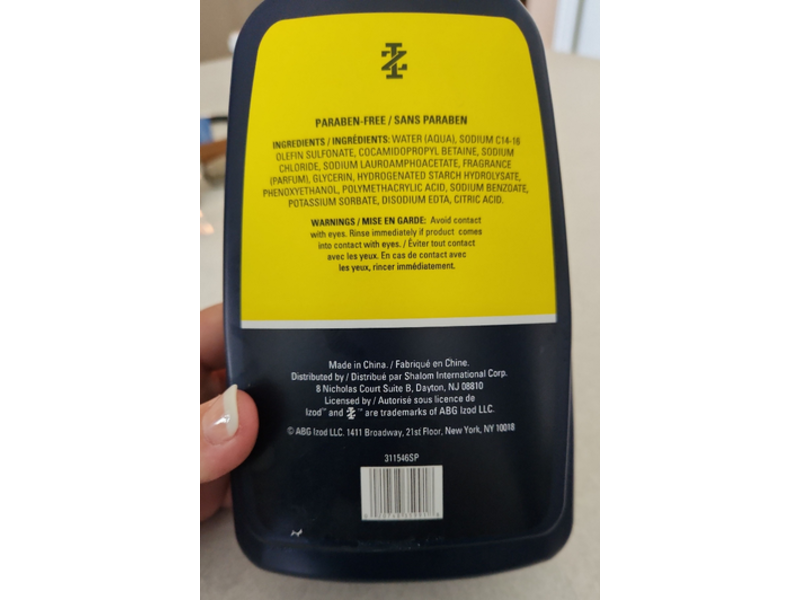 PARABEN-FREE / SANS PARABEN
INGREDIENTS / INGRÉDIENTS: WATER (AQUA), SODIUM C14-16
OLEFIN SULFONATE, COCAMIDOPROPYL BETAINE, SODIUM
CHLORIDE, SODIUM LAUROAMPHOACETATE, FRAGRANCE
(PARFUM), GLYCERIN, HYDROGENATED STARCH HYDROLYSATE,
PHENOXYETHANOL, POLYMETHACRYLIC ACID, SODIUM BENZOATE,
POTASSIUM SORBATE, DISODIUM EDTA, CITRIC ACID.
WARNINGS / MISE EN GARDE: Avoid contact
with eyes. Rinse immediately if product comes
into contact with eyes. / Éviter tout contact
avec les yeux. En cas de contact avec
les yeux, rincer immédiatement.
Made in China. / Fabriqué en Chine.
Distributed by / Distribué par Shalom International Corp.
8 Nicholas Court Suite B, Dayton, NJ 08810
Licensed by / Autorisé sous licence de
Izod™ and ™ are trademarks of ABG Izod LLC.
© ABG Izod LLC. 1411 Broadway, 21st Floor, New York, NY 10018
311546SP